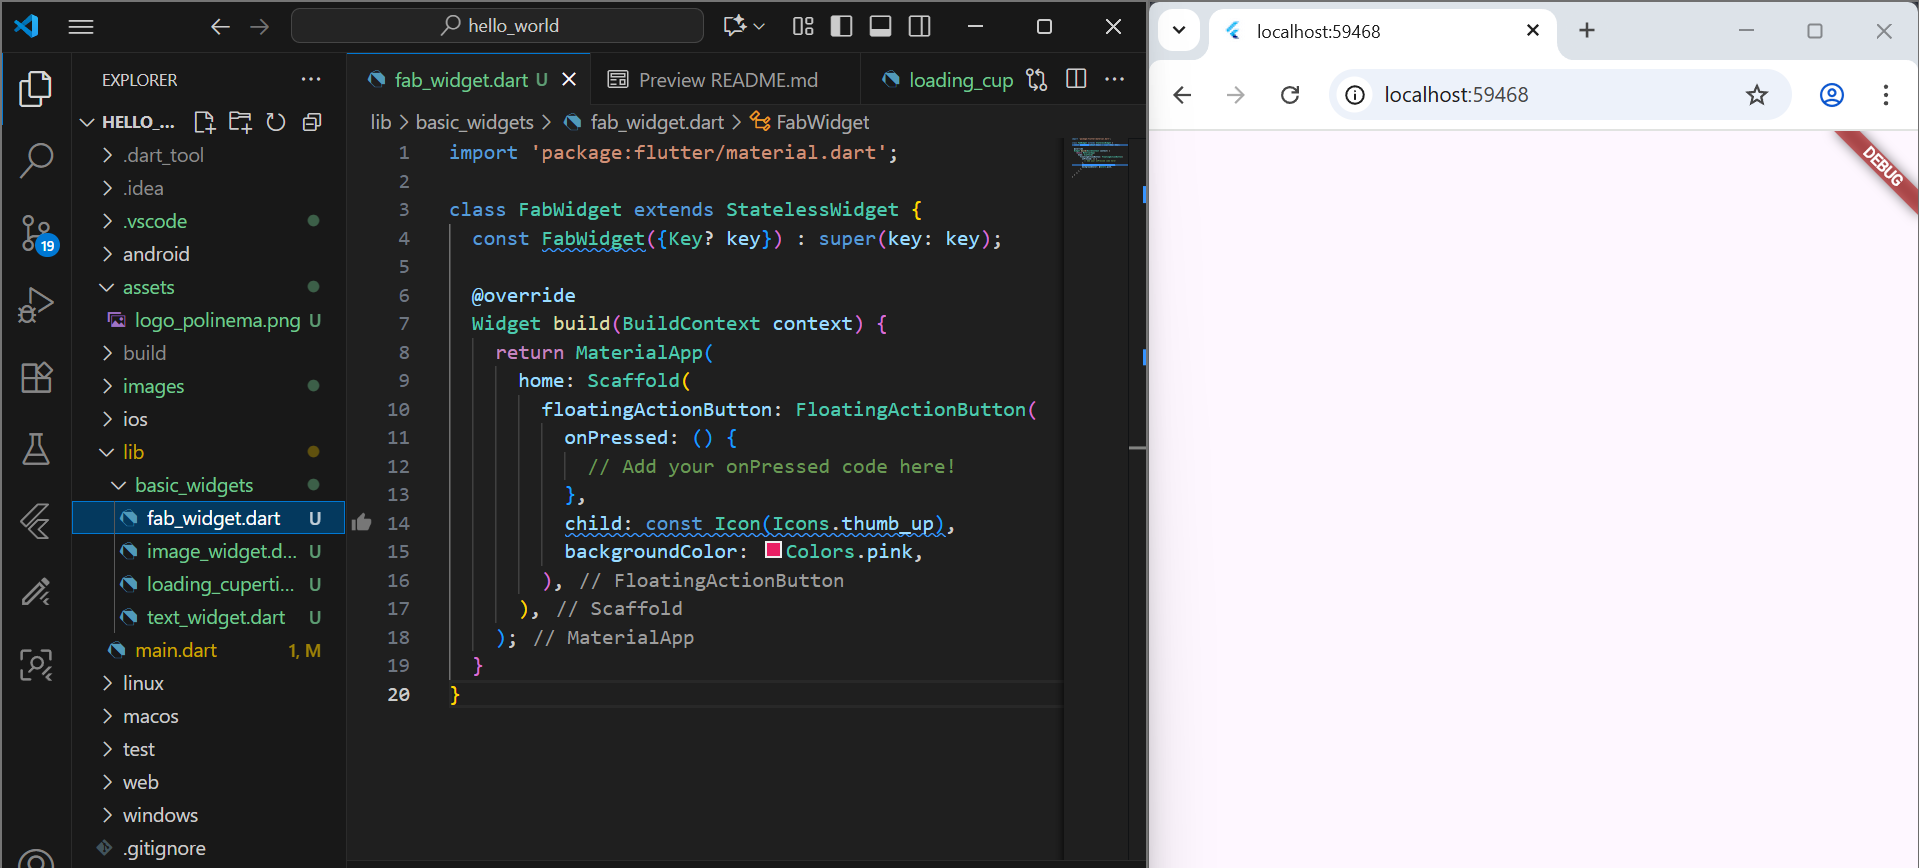 hello_world
EXPLORER
HELLO_...
.dart_tool
.idea
.vscode
android
assets
logo_polinema.png U
build
images
ios
lib
basic_widgets
fab_widget.dart U
image_widget.d... U
loading_cuperti... U
text_widget.dart U
main.dart 1, M
linux
macos
test
web
windows
.gitignore
19
fab_widget.dart U
Preview README.md
loading_cup
lib > basic_widgets > fab_widget.dart > FabWidget
1 import 'package:flutter/material.dart';
2
3 class FabWidget extends StatelessWidget {
4 const FabWidget({Key? key}) : super(key: key);
5
6 @override
7 Widget build(BuildContext context) {
8 return MaterialApp(
9 home: Scaffold(
10 floatingActionButton: FloatingActionButton(
11 onPressed: () {
12 // Add your onPressed code here!
13 },
14 child: const Icon(Icons.thumb_up),
15 backgroundColor: Colors.pink,
16 ), // FloatingActionButton
17 ), // Scaffold
18 ); // MaterialApp
19 }
20 }
localhost:59468
localhost:59468
DEBUG